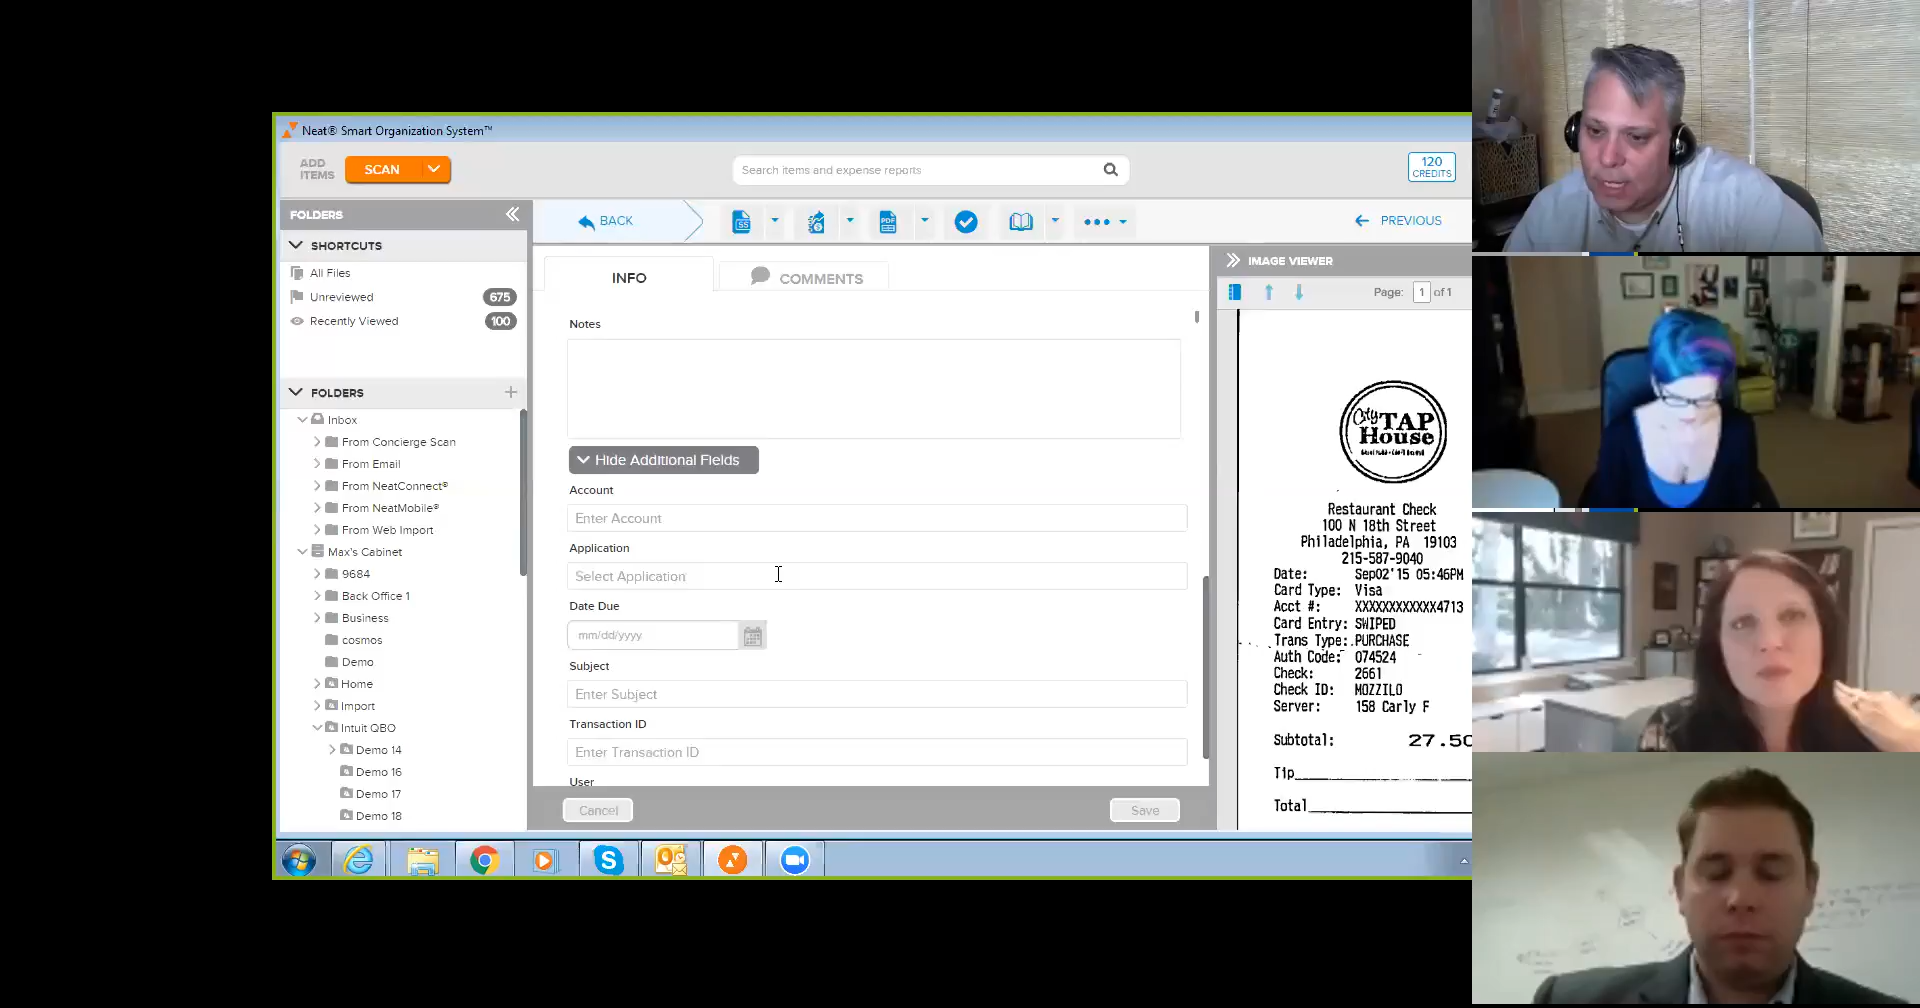 Neat® Smart Organization System™
ADD ITEMS
SCAN
Search items and expense reports
120
CREDITS
FOLDERS
BACK
SS
PDF
PREVIOUS
SHORTCUTS
All Files
Unreviewed 675
Recently Viewed 100
FOLDERS
Inbox
From Concierge Scan
From Email
From NeatConnect®
From NeatMobile®
From Web Import
Max's Cabinet
9684
Back Office 1
Business
cosmos
Demo
Home
Import
Intuit QBO
Demo 14
Demo 16
Demo 17
Demo 18
INFO
COMMENTS
Notes
Hide Additional Fields
Account
Enter Account
Application
Select Application
Date Due
mm/dd/yyyy
Subject
Enter Subject
Transaction ID
Enter Transaction ID
User
Cancel
Save
IMAGE VIEWER
Page: 1 of 1
City TAP
House
Restaurant Check
100 N 18th Street
Philadelphia, PA 19103
215-587-9040
Date: Sep02'15 05:46PM
Card Type: Visa
Acct #: XXXXXXXXXXXX4713
Card Entry: SWIPED
Trans Type: PURCHASE
Auth Code: 074524
Check: 2661
Check ID: MOZZILO
Server: 158 Carly F
Subtotal: 27.50
Tip
Total